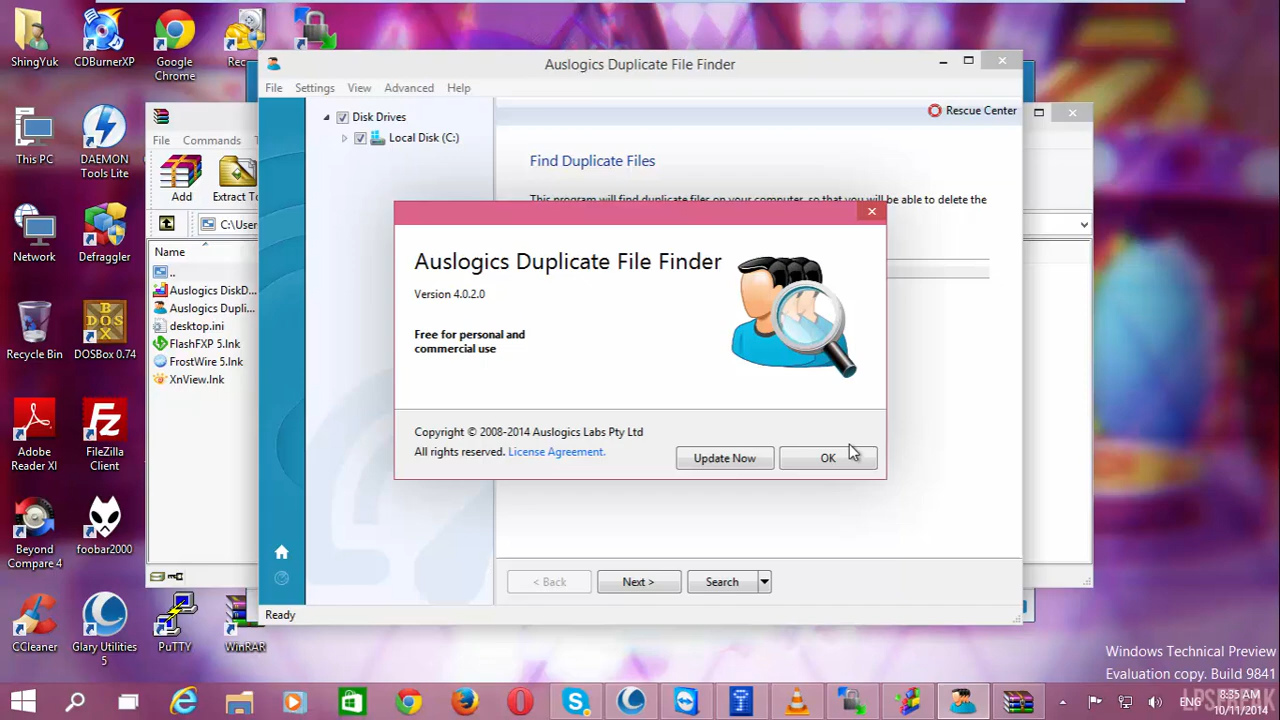 ShingYuk
CDBurnerXP
Google
Chrome
Rec
Auslogics Duplicate File Finder
File Settings View Advanced Help
Disk Drives
Local Disk (C:)
Rescue Center
Find Duplicate Files
This program will find duplicate files on your computer, so that you will be able to delete the
Auslogics Duplicate File Finder
Version 4.0.2.0
Free for personal and
commercial use
Copyright © 2008-2014 Auslogics Labs Pty Ltd
All rights reserved. License Agreement.
Update Now
OK
< Back
Next >
Search
Ready
File Commands
Add
Extract To
C:\Use
Name
..
Auslogics DiskD...
Auslogics Dupli...
desktop.ini
FlashFXP 5.lnk
FrostWire 5.lnk
XnView.lnk
This PC
DAEMON
Tools Lite
Network
Defraggler
Recycle Bin
DOSBox 0.74
Adobe
Reader XI
FileZilla
Client
Beyond
Compare 4
foobar2000
CCleaner
Glary Utilities
5
PuTTY
WinRAR
Windows Technical Preview
Evaluation copy. Build 9841
ENG
8:35 AM
10/11/2014